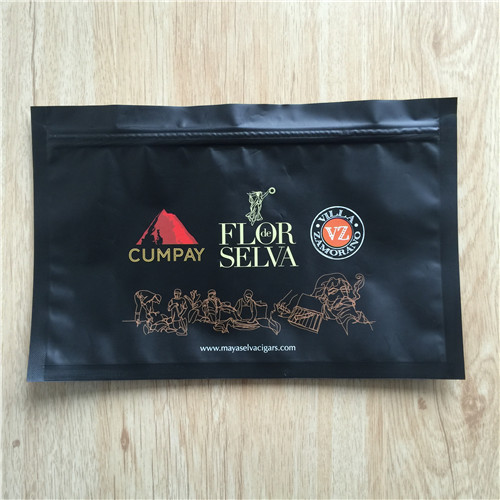 CUMPAY
FLOR
de
SELVA
VILLA
VZ
ZAMORANO
www.mayaselvacigars.com